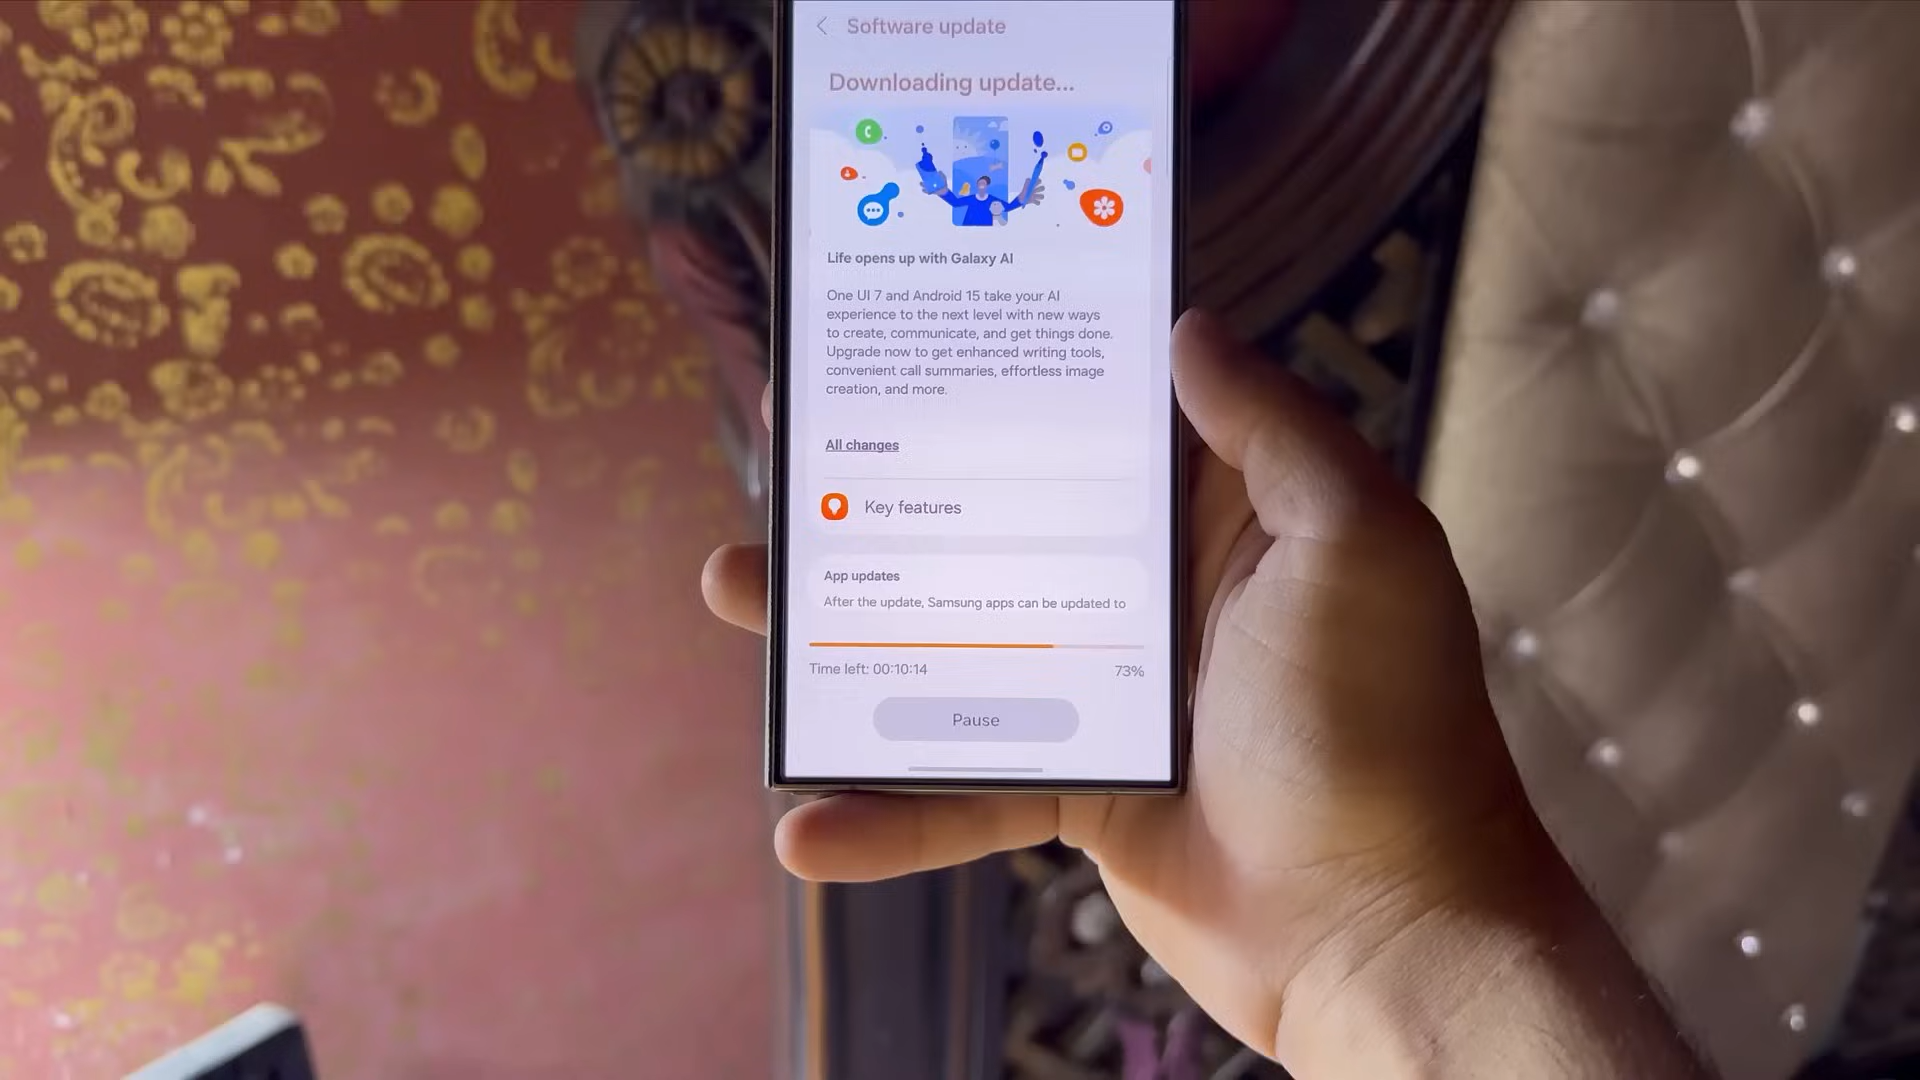 Software update
Downloading update...
Life opens up with Galaxy AI
One UI 7 and Android 15 take your AI
experience to the next level with new ways
to create, communicate, and get things done.
Upgrade now to get enhanced writing tools,
convenient call summaries, effortless image
creation, and more.
All changes
Key features
App updates
After the update, Samsung apps can be updated to
Time left: 00:10:14
73%
Pause